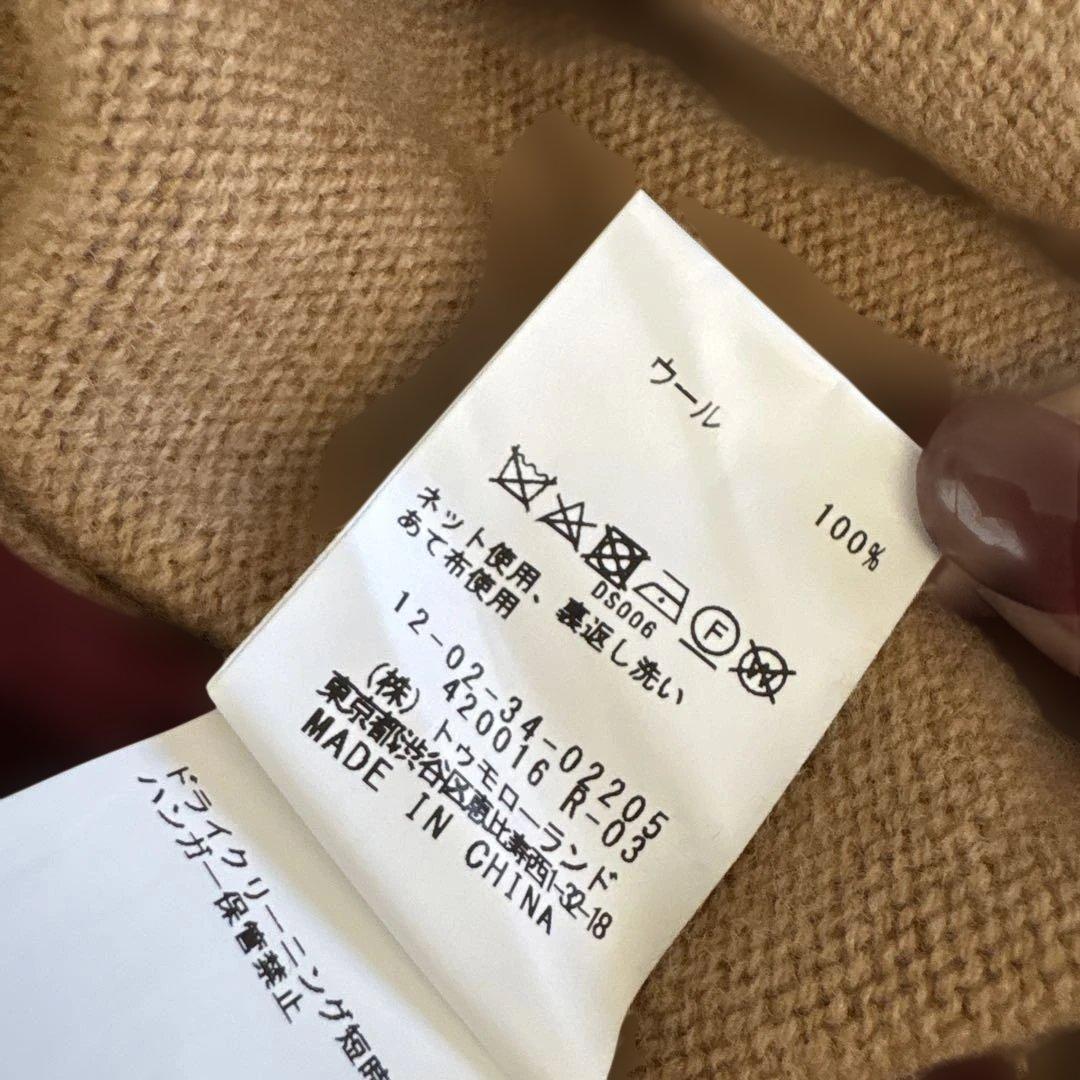 ウール
100%
DS006
ネット使用、裏返し洗い
あて布使用
12-02-34-02205
420016 R-03
(株) トゥモローランド
東京都渋谷区恵比寿西1-32-18
MADE IN CHINA
ドライクリーニング短時
ハンガー保管禁止